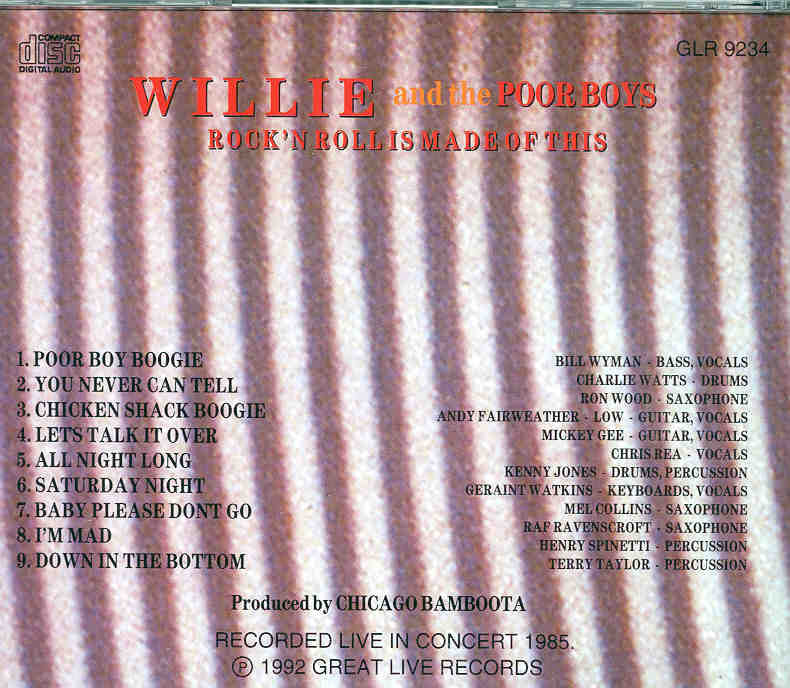 COMPACT
disc
DIGITAL AUDIO
GLR 9234
WILLIE and the POOR BOYS
ROCK'N ROLL IS MADE OF THIS
1. POOR BOY BOOGIE
2. YOU NEVER CAN TELL
3. CHICKEN SHACK BOOGIE
4. LETS TALK IT OVER
5. ALL NIGHT LONG
6. SATURDAY NIGHT
7. BABY PLEASE DONT GO
8. I'M MAD
9. DOWN IN THE BOTTOM
BILL WYMAN - BASS, VOCALS
CHARLIE WATTS - DRUMS
RON WOOD - SAXOPHONE
ANDY FAIRWEATHER - LOW - GUITAR, VOCALS
MICKEY GEE - GUITAR, VOCALS
CHRIS REA - VOCALS
KENNY JONES - DRUMS, PERCUSSION
GERAINT WATKINS - KEYBOARDS, VOCALS
MEL COLLINS - SAXOPHONE
RAF RAVENSCROFT - SAXOPHONE
HENRY SPINETTI - PERCUSSION
TERRY TAYLOR - PERCUSSION
Produced by CHICAGO BAMBOOTA
RECORDED LIVE IN CONCERT 1985.
Ⓟ 1992 GREAT LIVE RECORDS